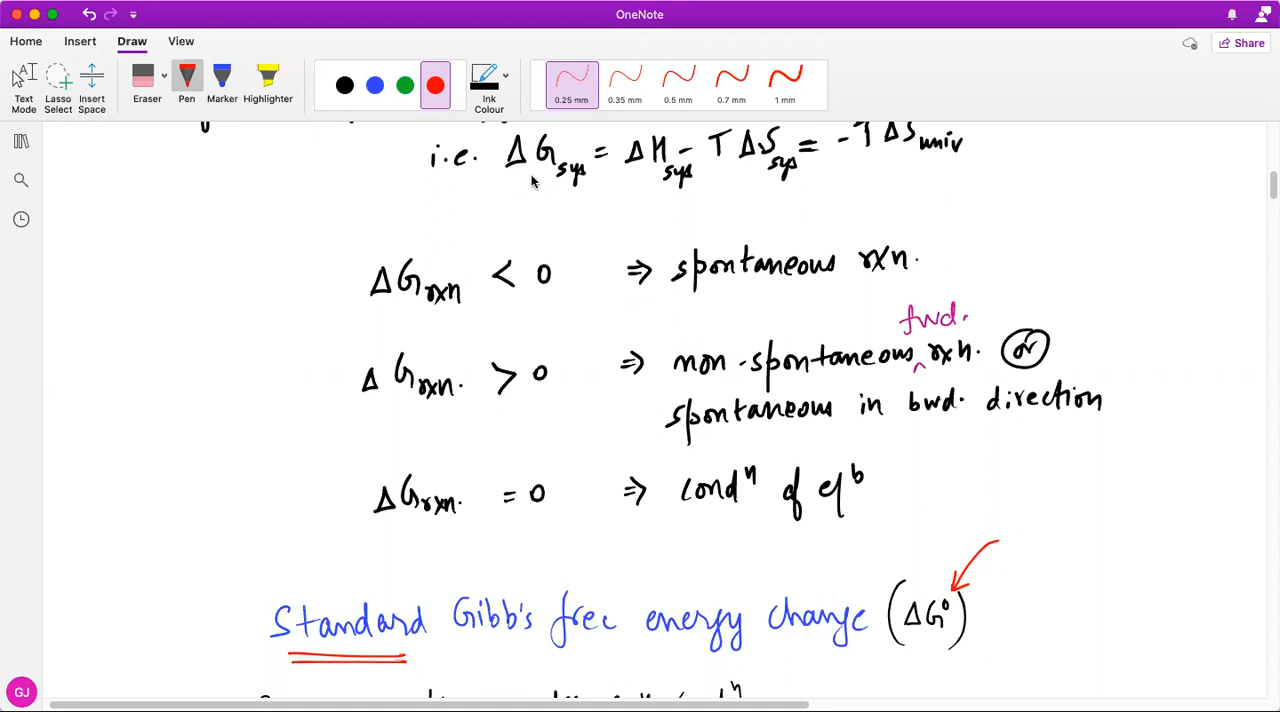 OneNote
Home Insert Draw View
Share
Text Mode
Lasso Select
Insert Space
Eraser
Pen
Marker
Highlighter
Ink Colour
0.25 mm 0.35 mm 0.5 mm 0.7 mm 1 mm
i.e. ΔG_sys = ΔH_sys - TΔS_sys = -TΔS_univ
ΔG_rxn < 0 ⇒ spontaneous rxn.
fwd.
ΔG_rxn. > 0 ⇒ non-spontaneous ^ rxn. or
spontaneous in bwd. direction
ΔG_rxn. = 0 ⇒ condⁿ of eqᵇ
Standard Gibb's free energy change (ΔG⁰)
GJ